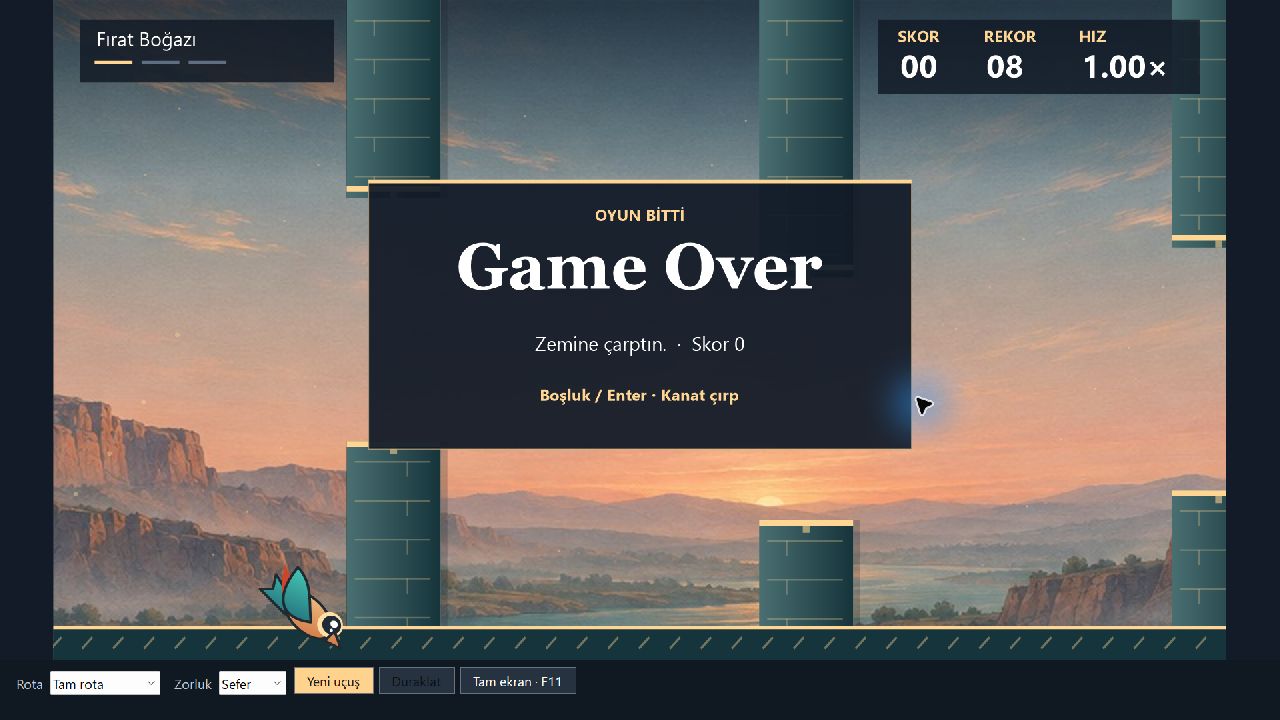 Fırat Boğazı
SKOR REKOR HIZ
00 08 1.00×
OYUN BİTTİ
Game Over
Zemine çarptın. · Skor 0
Boşluk / Enter · Kanat çırp
Rota Tam rota Zorluk Sefer Yeni uçuş Duraklat Tam ekran · F11